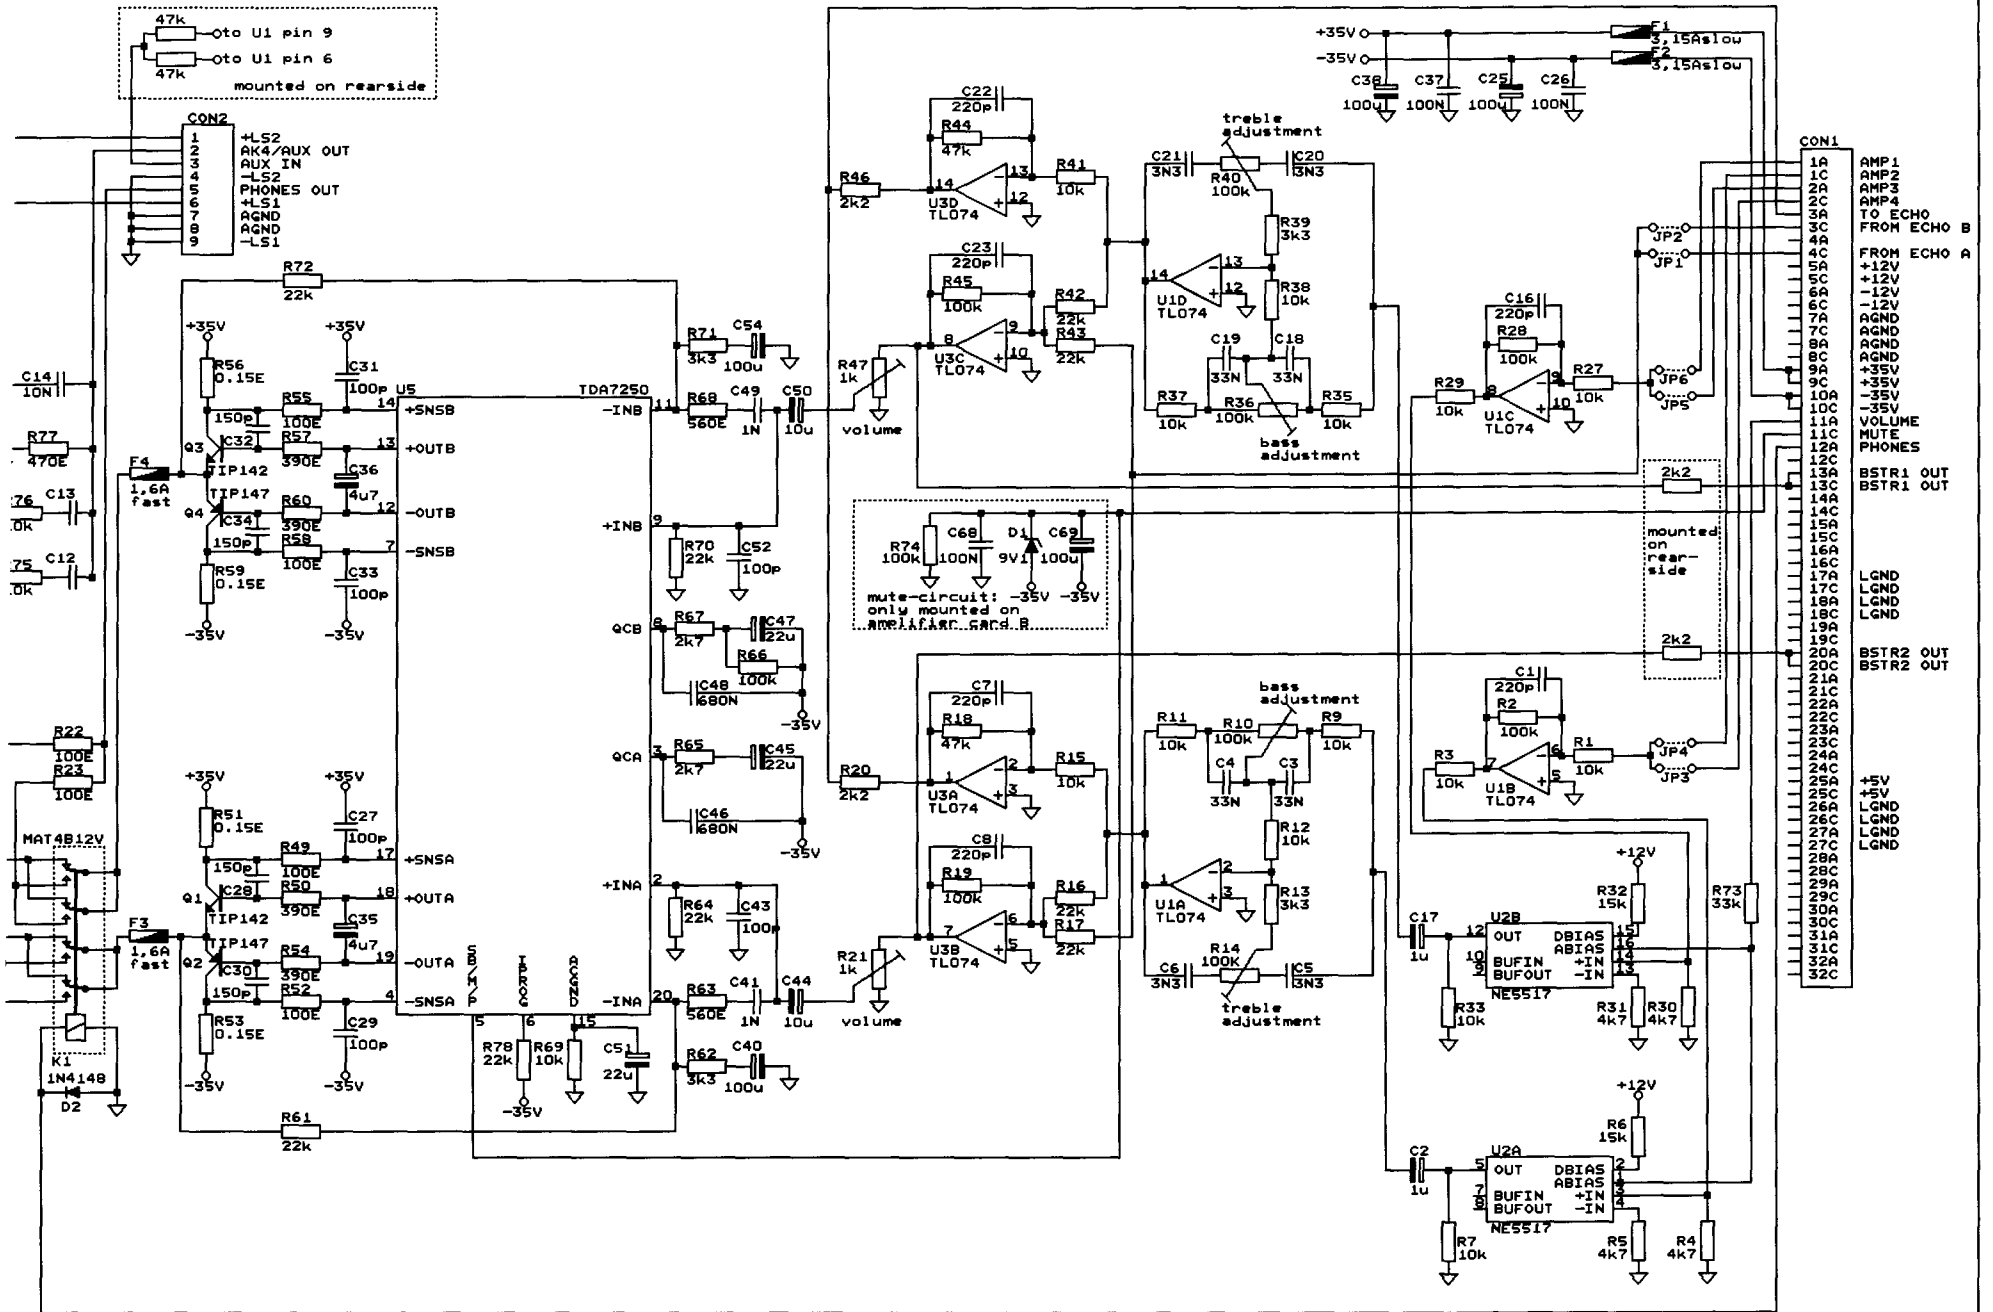 47k
to U1 pin 9
to U1 pin 6
47k
mounted on rearside
CON2
1 +LS2
2 AK4/AUX OUT
3 AUX IN
4 -LS2
5 PHONES OUT
6 +LS1
7 AGND
8 AGND
9 -LS1
R72
22k
+35V
+35V
R56
0.15E
C31
100p
R55
100E
150p
C32
R57
390E
Q3
TIP142
C36
4u7
TIP147
Q4
R60
390E
C34
150p
R58
100E
R59
0.15E
C33
100p
-35V
-35V
C14
10N
R77
470E
C13
C12
F4
1,6A
fast
U5
TDA7250
14 +SNSB
13 +OUTB
12 -OUTB
7 -SNSB
-INB 11
+INB 9
QCB 8
QCA 3
+INA 2
-INA 20
17 +SNSA
18 +OUTA
19 -OUTA
4 -SNSA
SB/M/P
IPROG
AGND
5
6
15
R71
3k3
C54
100u
R68
560E
C49
1N
C50
10u
R70
22k
C52
100p
R67
2k7
C47
22u
R66
100k
C48
680N
-35V
R65
2k7
C45
22u
C46
680N
-35V
R64
22k
C43
100p
R63
560E
C41
1N
C44
10u
R62
3k3
C40
100u
R78
22k
R69
10k
C51
22u
-35V
R61
22k
R22
100E
R23
100E
MAT4B12V
K1
1N4148
D2
F3
1,6A
fast
+35V
+35V
R51
0.15E
C27
100p
R49
100E
150p
C28
R50
390E
Q1
TIP142
C35
4u7
TIP147
Q2
R54
390E
C30
150p
R52
100E
R53
0.15E
C29
100p
-35V
-35V
R47
1k
volume
R21
1k
volume
C22
220p
R44
47k
R46
2k2
14
13
12
U3D
TL074
R41
10k
C23
220p
R45
100k
8
9
10
U3C
TL074
R42
22k
R43
22k
treble
adjustment
C21
3N3
R40
100k
C20
3N3
R39
3k3
14
13
12
U1D
TL074
R38
10k
C19
33N
C18
33N
R37
10k
R36
100k
R35
10k
bass
adjustment
R74
100k
C68
100N
D1
9V1
C69
100u
-35V
-35V
mute-circuit:
only mounted on
amplifier card B
C7
220p
R18
47k
R20
2k2
1
2
3
U3A
TL074
R15
10k
C8
220p
R19
100k
7
6
5
U3B
TL074
R16
22k
R17
22k
bass
adjustment
R11
10k
R10
100k
R9
10k
C4
33N
C3
33N
R12
10k
1
2
3
U1A
TL074
R13
3k3
C6
3N3
R14
100k
C5
3N3
treble
adjustment
+35V
-35V
F1
3,15Aslow
F2
3,15Aslow
C38
100u
C37
100N
C25
100u
C26
100N
C16
220p
R28
100k
R29
10k
8
9
10
U1C
TL074
R27
10k
JP2
JP1
JP6
JP5
2k2
mounted
on
rear-
side
2k2
C1
220p
R2
100k
R3
10k
7
6
5
U1B
TL074
R1
10k
JP4
JP3
+12V
R32
15k
R73
33k
C17
1u
U2B
12 OUT
DBIAS 15
ABIAS 16
10 BUFIN
+IN 14
9 BUFOUT
-IN 13
NE5517
R33
10k
R31
4k7
R30
4k7
+12V
R6
15k
C2
1u
U2A
5 OUT
DBIAS 2
ABIAS 1
7 BUFIN
+IN 3
8 BUFOUT
-IN 4
NE5517
R7
10k
R5
4k7
R4
4k7
CON1
1A AMP1
1C AMP2
2A AMP3
2C AMP4
3A TO ECHO
3C FROM ECHO B
4A
4C FROM ECHO A
5A +12V
5C +12V
6A -12V
6C -12V
7A AGND
7C AGND
8A AGND
8C AGND
9A +35V
9C +35V
10A -35V
10C -35V
11A VOLUME
11C MUTE
12A PHONES
12C
13A BSTR1 OUT
13C BSTR1 OUT
14A
14C
15A
15C
16A
16C
17A LGND
17C LGND
18A LGND
18C LGND
19A
19C
20A BSTR2 OUT
20C BSTR2 OUT
21A
21C
22A
22C
23A
23C
24A
24C
25A +5V
25C +5V
26A LGND
26C LGND
27A LGND
27C LGND
28A
28C
29A
29C
30A
31A
31C
32A
32C